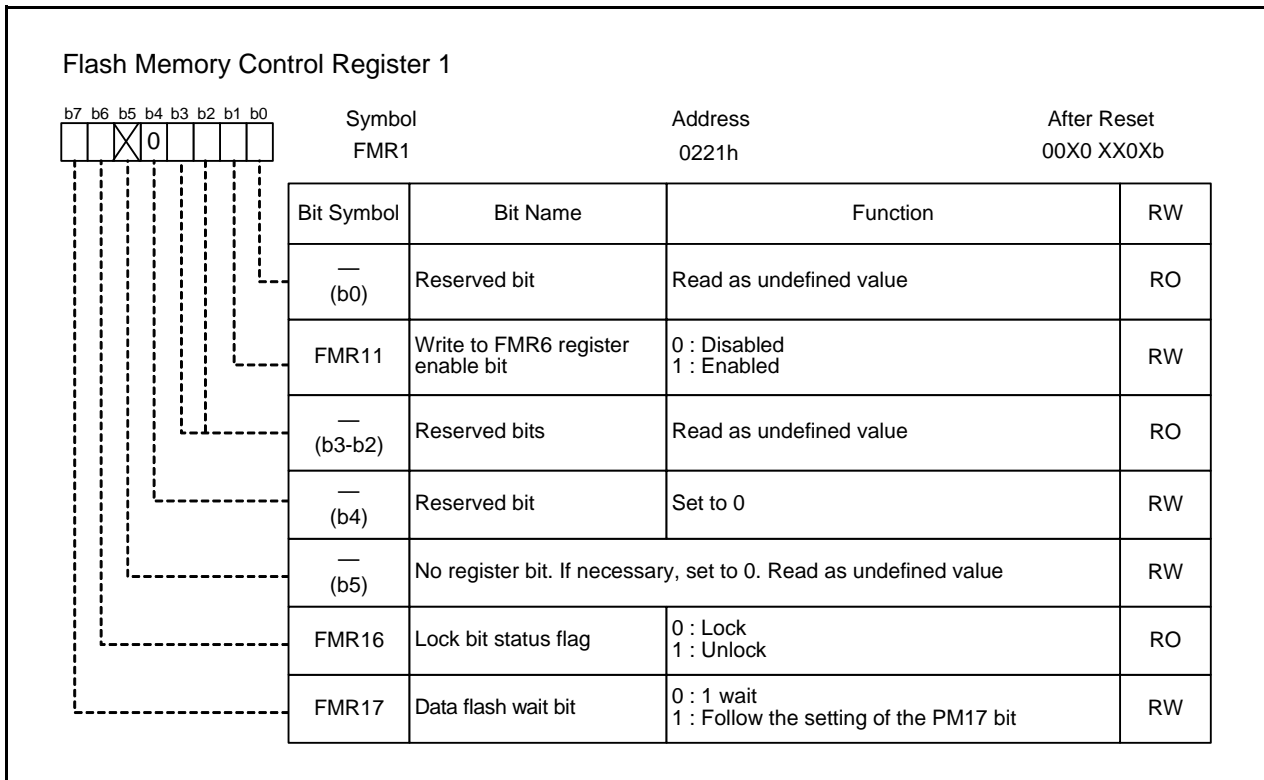 Flash Memory Control Register 1
b7 b6 b5 b4 b3 b2 b1 b0
0
Symbol Address After Reset
FMR1 0221h 00X0 XX0Xb
Bit Symbol Bit Name Function RW
—
(b0) Reserved bit Read as undefined value RO
FMR11 Write to FMR6 register
enable bit
0 : Disabled
1 : Enabled
RW
—
(b3-b2) Reserved bits Read as undefined value RO
—
(b4) Reserved bit Set to 0 RW
—
(b5) No register bit. If necessary, set to 0. Read as undefined value RW
FMR16 Lock bit status flag
0 : Lock
1 : Unlock
RO
FMR17 Data flash wait bit
0 : 1 wait
1 : Follow the setting of the PM17 bit
RW